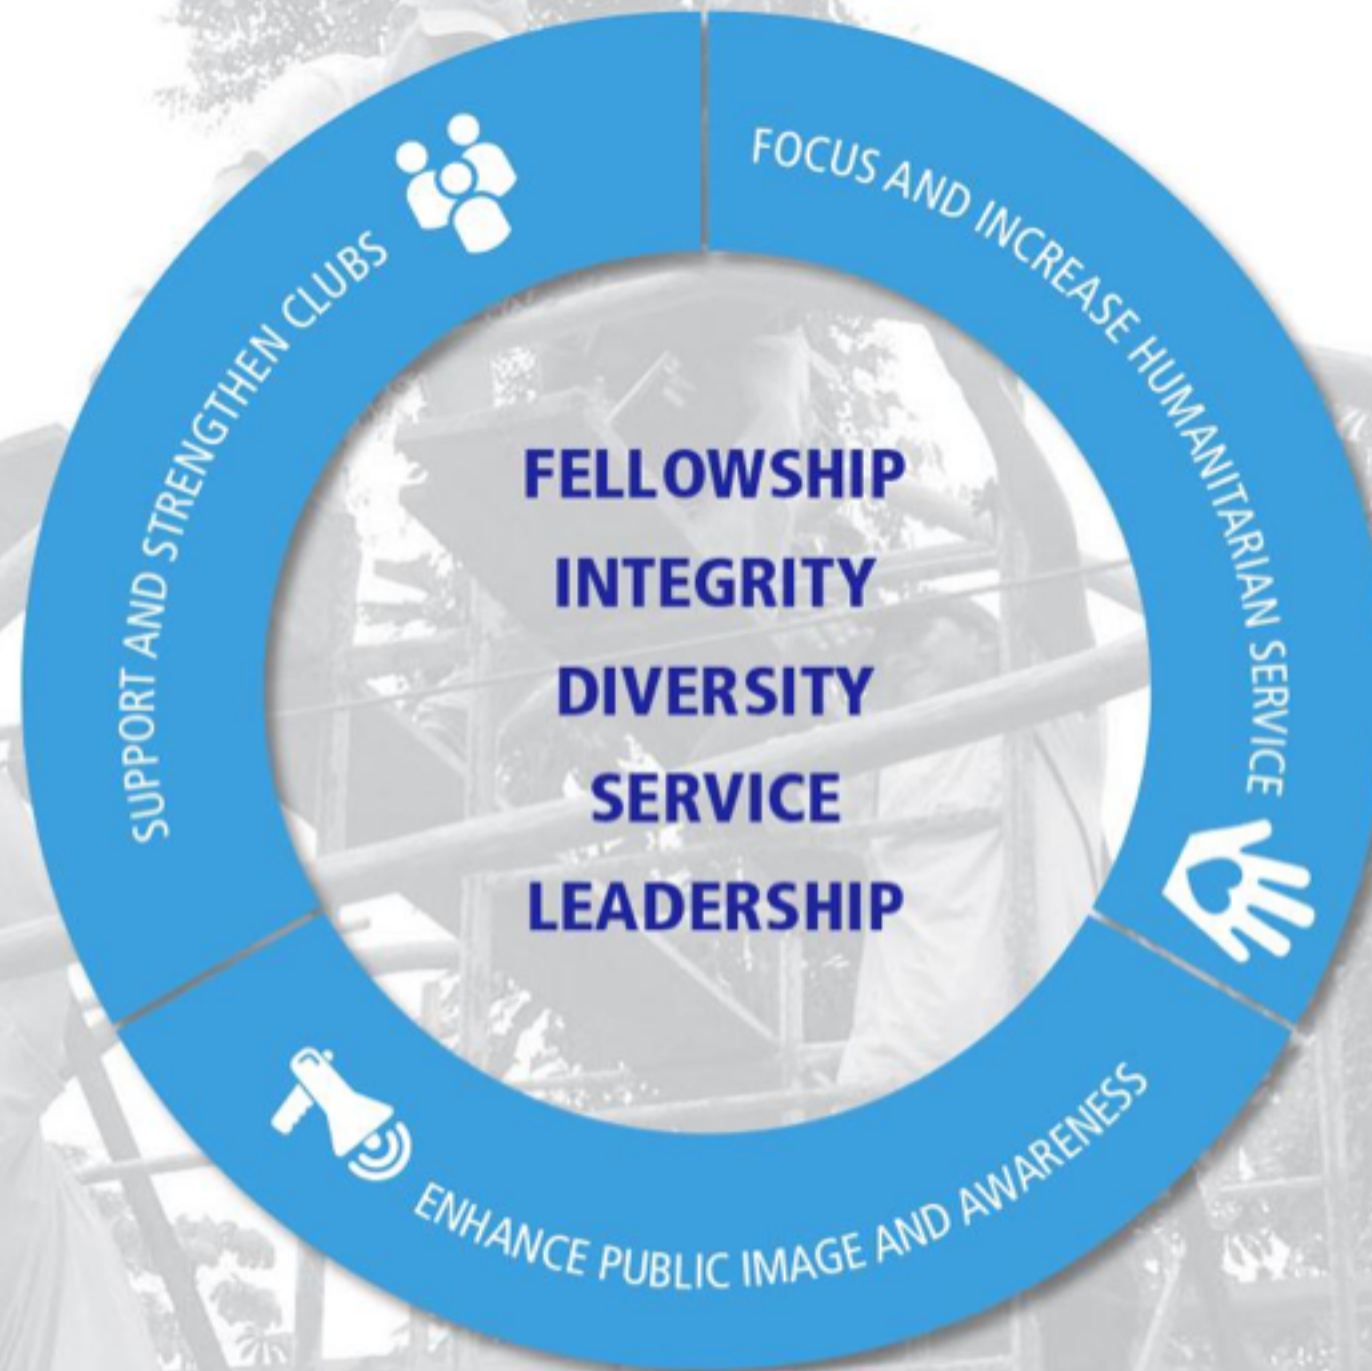 SUPPORT AND STRENGTHEN CLUBS
FOCUS AND INCREASE HUMANITARIAN SERVICE
ENHANCE PUBLIC IMAGE AND AWARENESS
FELLOWSHIP
INTEGRITY
DIVERSITY
SERVICE
LEADERSHIP